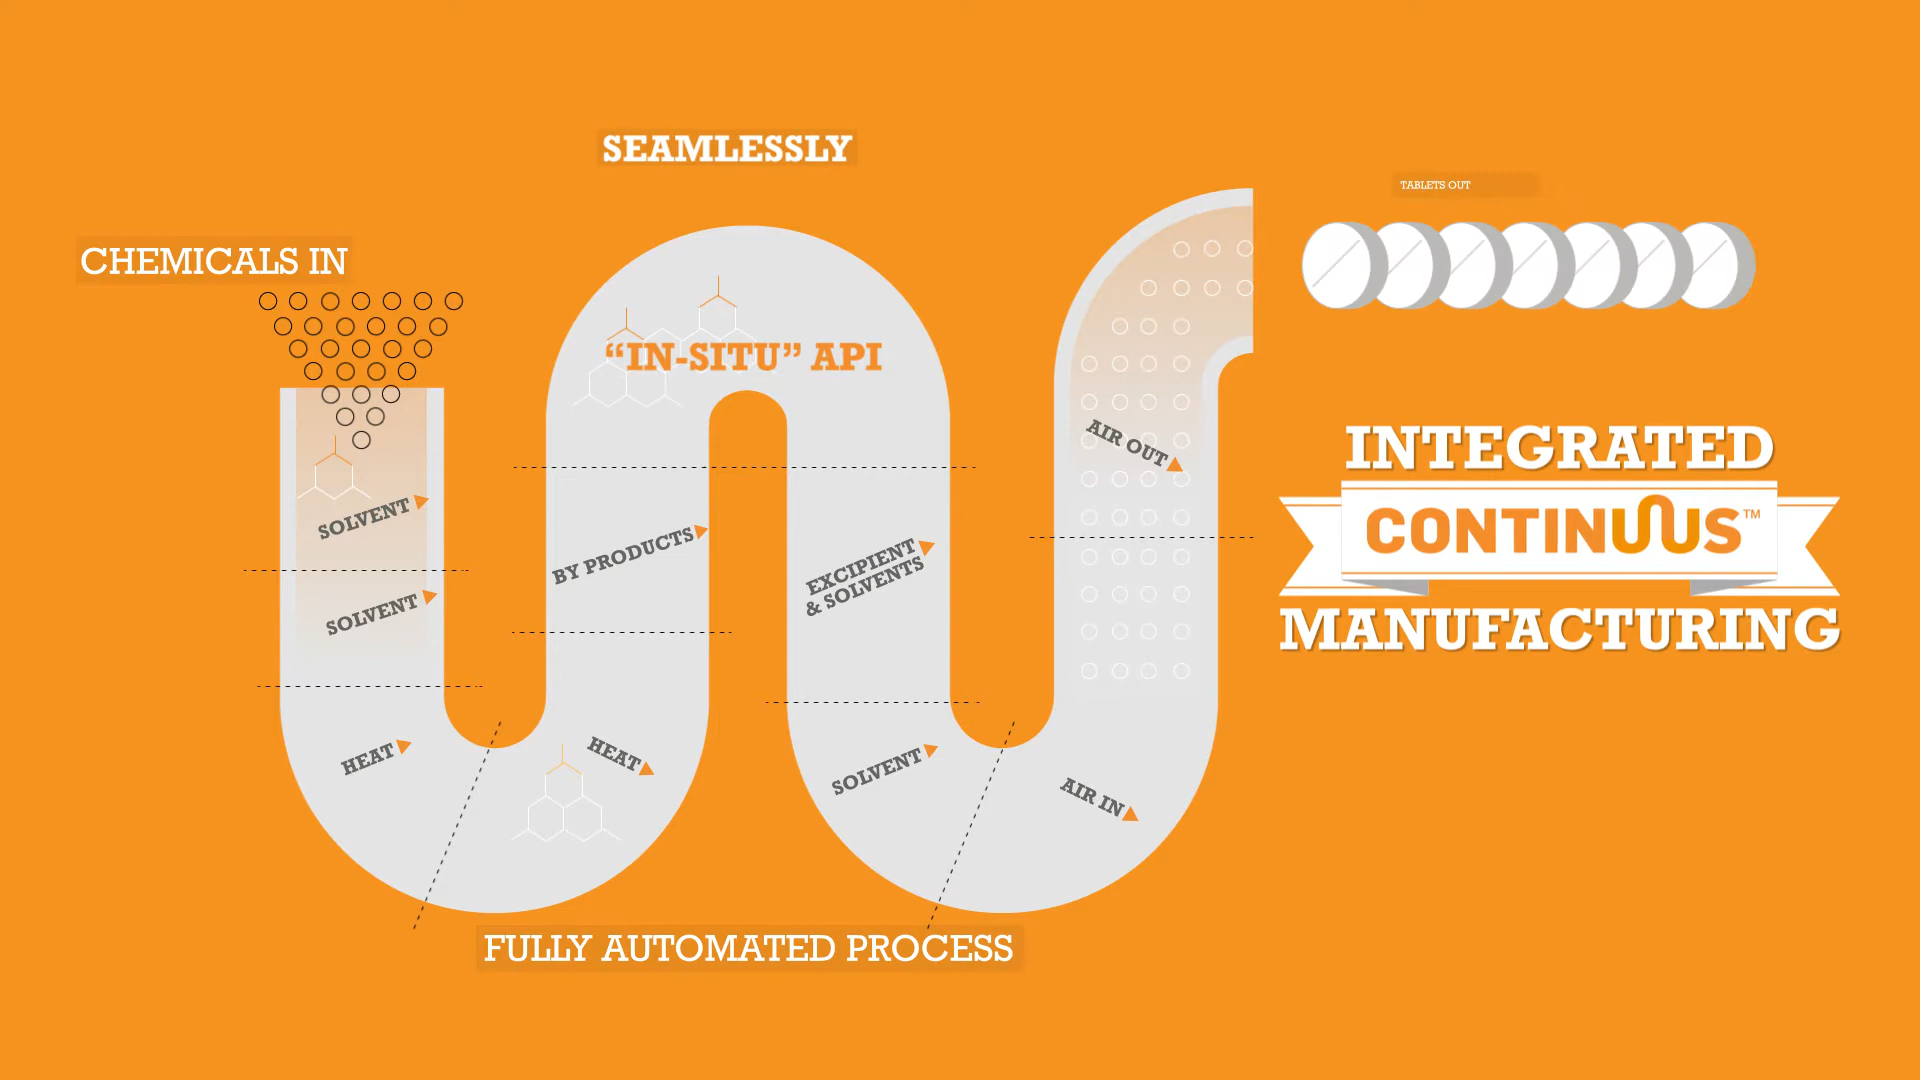 SEAMLESSLY
TABLETS OUT
CHEMICALS IN
"IN-SITU" API
SOLVENT
SOLVENT
HEAT
HEAT
BY PRODUCTS
EXCIPIENT
& SOLVENTS
SOLVENT
AIR IN
AIR OUT
INTEGRATED
CONTINUUS™
MANUFACTURING
FULLY AUTOMATED PROCESS